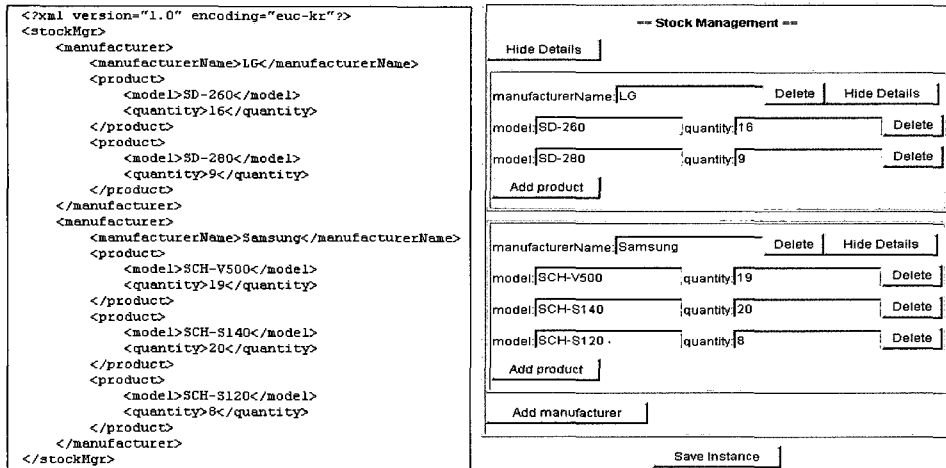 <?xml version="1.0" encoding="euc-kr"?>
<stockMgr>
<manufacturer>
<manufacturerName>LG</manufacturerName>
<product>
<model>SD-260</model>
<quantity>16</quantity>
</product>
<product>
<model>SD-280</model>
<quantity>9</quantity>
</product>
</manufacturer>
<manufacturer>
<manufacturerName>Samsung</manufacturerName>
<product>
<model>SCH-V500</model>
<quantity>19</quantity>
</product>
<product>
<model>SCH-S140</model>
<quantity>20</quantity>
</product>
<product>
<model>SCH-S120</model>
<quantity>8</quantity>
</product>
</manufacturer>
</stockMgr>
== Stock Management ==
Hide Details
manufacturerName: LG Delete Hide Details
model: SD-260 quantity: 16 Delete
model: SD-280 quantity: 9 Delete
Add product
manufacturerName: Samsung Delete Hide Details
model: SCH-V500 quantity: 19 Delete
model: SCH-S140 quantity: 20 Delete
model: SCH-S120 quantity: 8 Delete
Add product
Add manufacturer
Save Instance